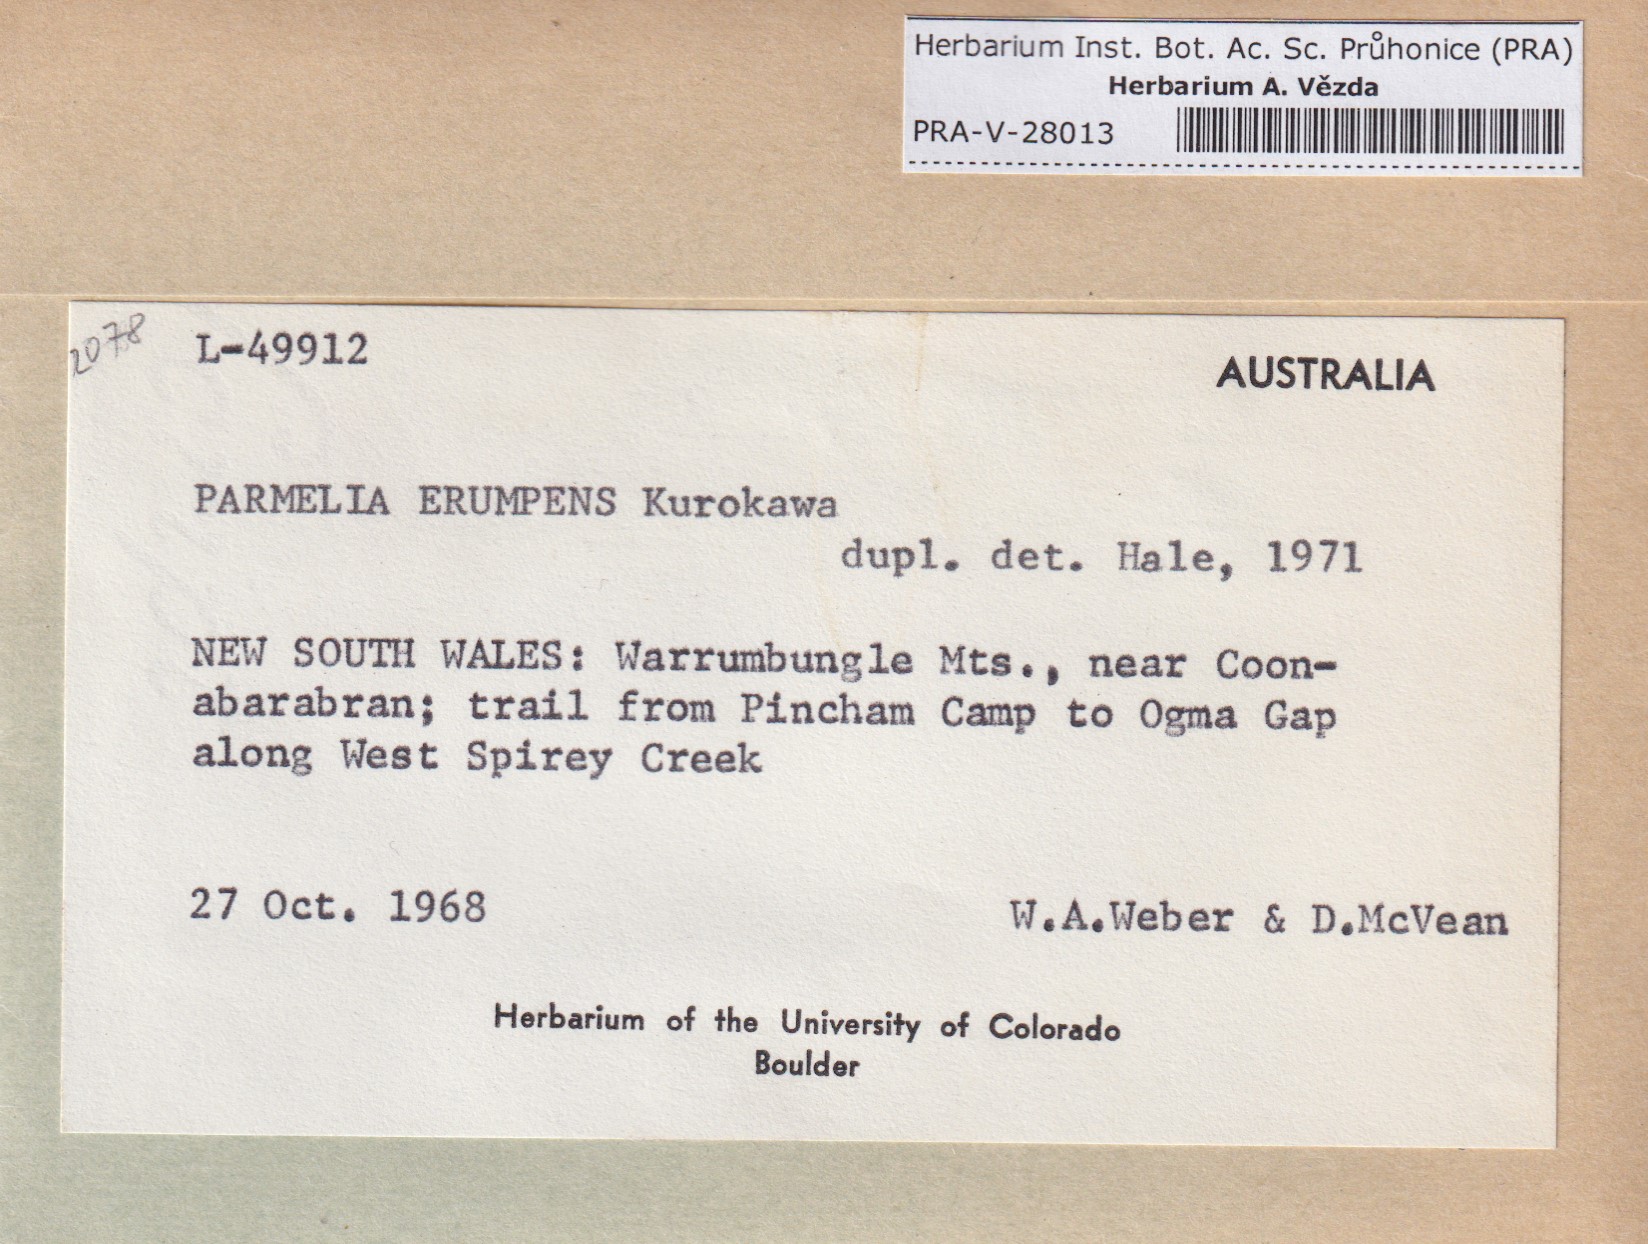 Herbarium Inst. Bot. Ac. Sc. Průhonice (PRA)
Herbarium A. Vězda
PRA-V-28013
2078
L-49912
AUSTRALIA
PARMELIA ERUMPENS Kurokawa
dupl. det. Hale, 1971
NEW SOUTH WALES: Warrumbungle Mts., near Coon-
abarabran; trail from Pincham Camp to Ogma Gap
along West Spirey Creek
27 Oct. 1968
W.A.Weber & D.McVean
Herbarium of the University of Colorado
Boulder